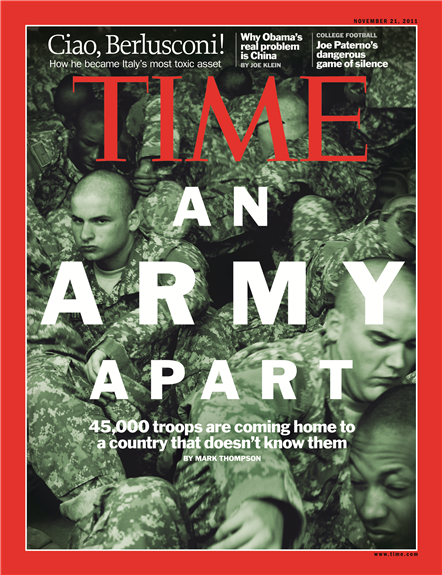 NOVEMBER 21, 2011
Ciao, Berlusconi!
How he became Italy's most toxic asset
Why Obama's
real problem
is China
BY JOE KLEIN
COLLEGE FOOTBALL
Joe Paterno's
dangerous
game of silence
TIME
AN
ARMY
APART
45,000 troops are coming home to
a country that doesn't know them
BY MARK THOMPSON
www.time.com